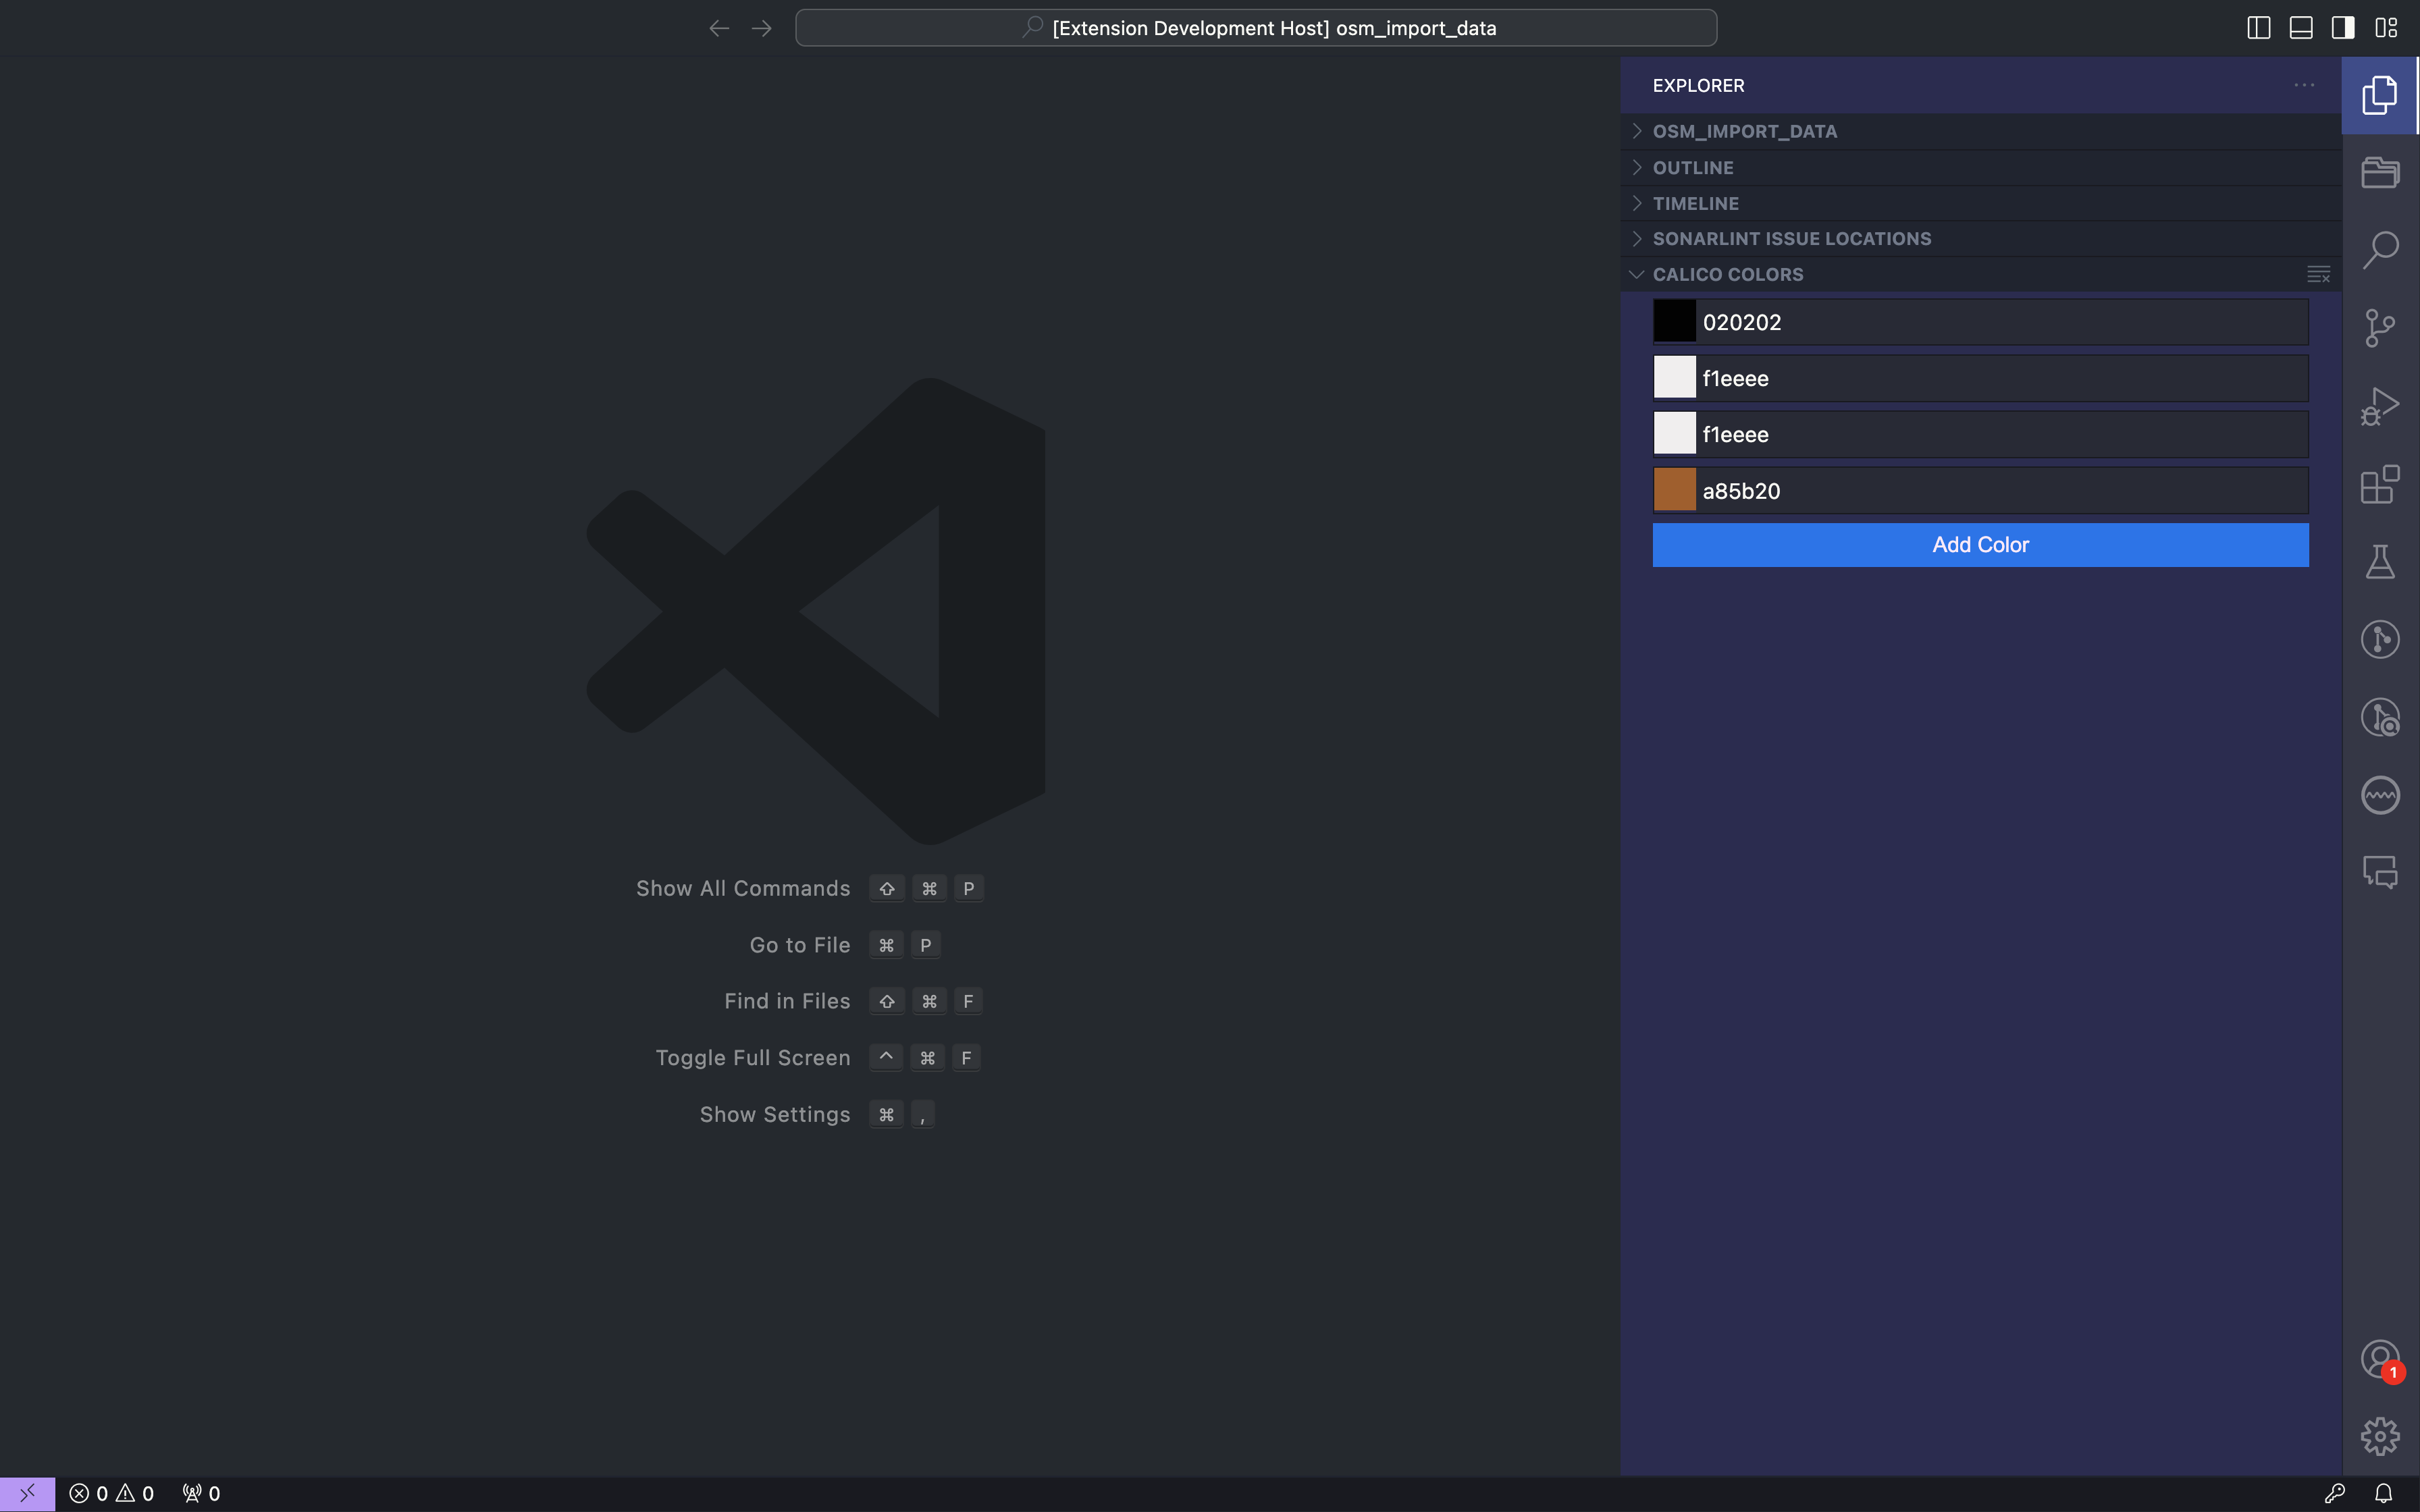 [Extension Development Host] osm_import_data
EXPLORER
OSM_IMPORT_DATA
OUTLINE
TIMELINE
SONARLINT ISSUE LOCATIONS
CALICO COLORS
020202
f1eeee
f1eeee
a85b20
Add Color
Show All Commands ⇧ ⌘ P
Go to File ⌘ P
Find in Files ⇧ ⌘ F
Toggle Full Screen ^ ⌘ F
Show Settings ⌘ ,
1
0 0 0